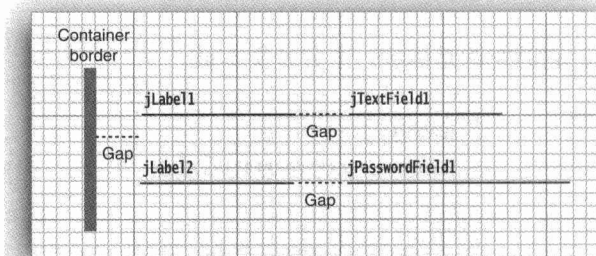 Container
border
jLabel1 jTextField1
Gap
Gap
jLabel2 jPasswordField1
Gap